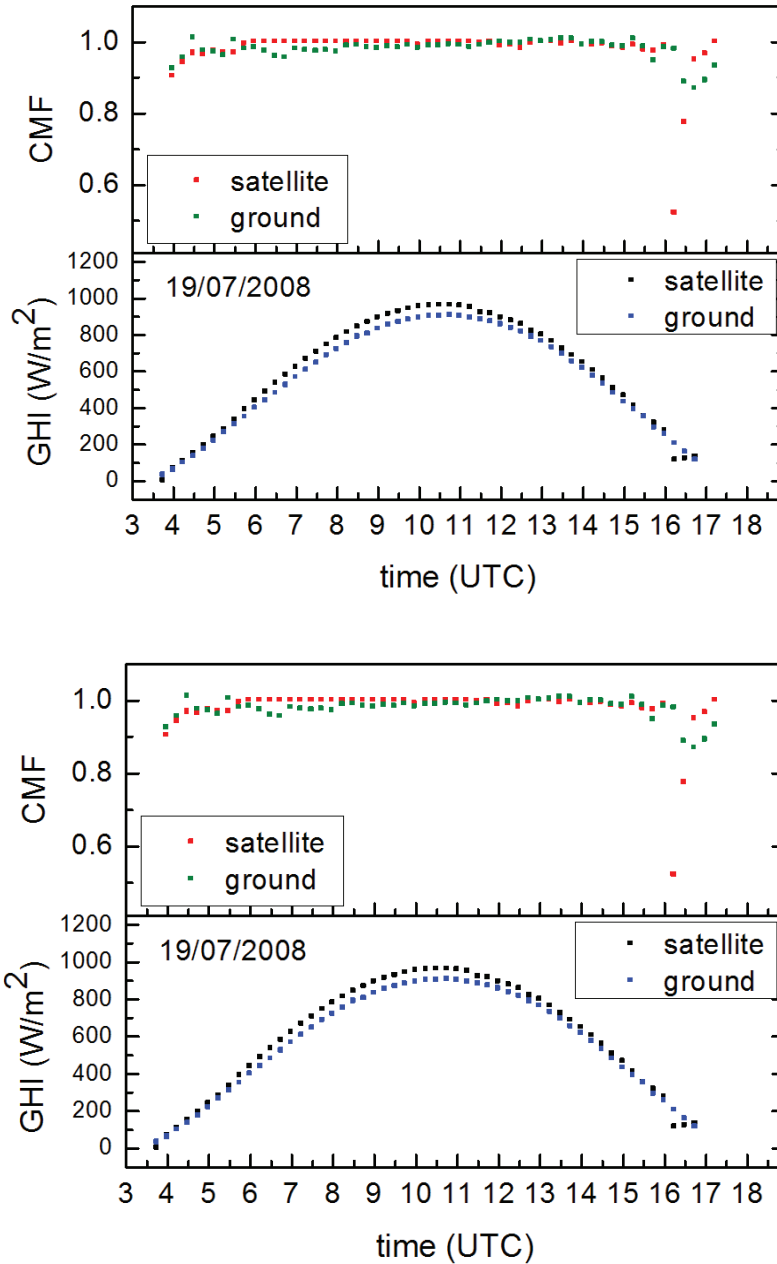 1.0
0.8
0.6
CMF
satellite
ground
1200
1000
800
600
400
200
0
GHI (W/m²)
19/07/2008
satellite
ground
3 4 5 6 7 8 9 10 11 12 13 14 15 16 17 18
time (UTC)
1.0
0.8
0.6
CMF
satellite
ground
1200
1000
800
600
400
200
0
GHI (W/m²)
19/07/2008
satellite
ground
3 4 5 6 7 8 9 10 11 12 13 14 15 16 17 18
time (UTC)